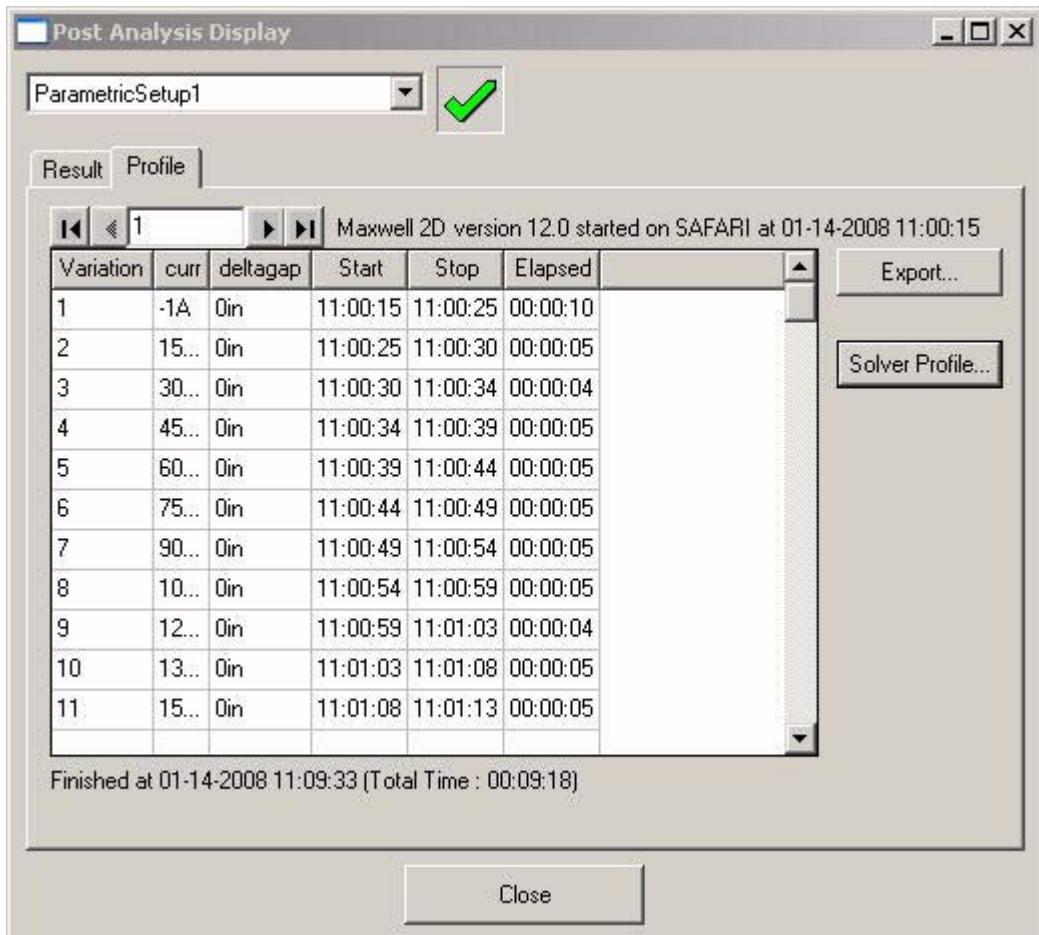 Post Analysis Display
ParametricSetup1
Result Profile
1 Maxwell 2D version 12.0 started on SAFARI at 01-14-2008 11:00:15
Variation curr deltagap Start Stop Elapsed
Export...
1 -1A 0in 11:00:15 11:00:25 00:00:10
2 15... 0in 11:00:25 11:00:30 00:00:05
Solver Profile...
3 30... 0in 11:00:30 11:00:34 00:00:04
4 45... 0in 11:00:34 11:00:39 00:00:05
5 60... 0in 11:00:39 11:00:44 00:00:05
6 75... 0in 11:00:44 11:00:49 00:00:05
7 90... 0in 11:00:49 11:00:54 00:00:05
8 10... 0in 11:00:54 11:00:59 00:00:05
9 12... 0in 11:00:59 11:01:03 00:00:04
10 13... 0in 11:01:03 11:01:08 00:00:05
11 15... 0in 11:01:08 11:01:13 00:00:05
Finished at 01-14-2008 11:09:33 (Total Time : 00:09:18)
Close